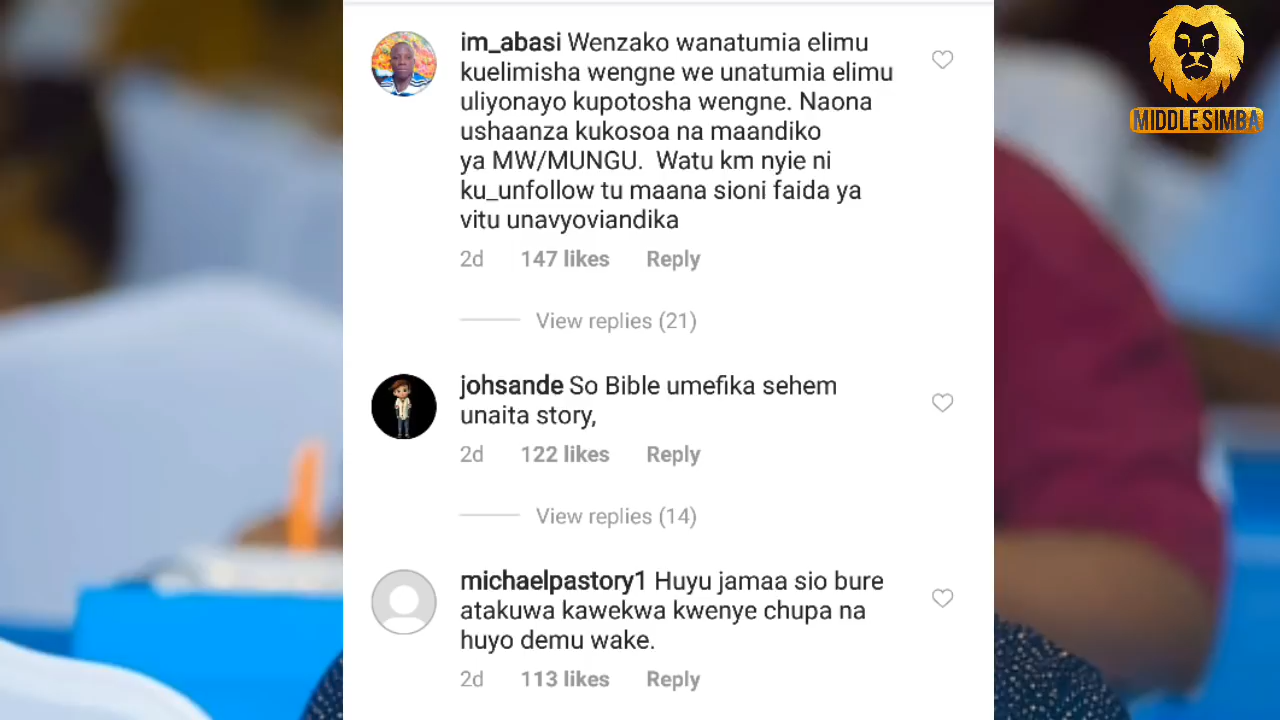 im_abasi Wenzako wanatumia elimu
kuelimisha wengne we unatumia elimu
uliyonayo kupotosha wengne. Naona
ushaanza kukosoa na maandiko
ya MW/MUNGU. Watu km nyie ni
ku_unfollow tu maana sioni faida ya
vitu unavyoviandika
2d 147 likes Reply
View replies (21)
johsande So Bible umefika sehem
unaita story,
2d 122 likes Reply
View replies (14)
michaelpastory1 Huyu jamaa sio bure
atakuwa kawekwa kwenye chupa na
huyo demu wake.
2d 113 likes Reply
MIDDLE SIMBA